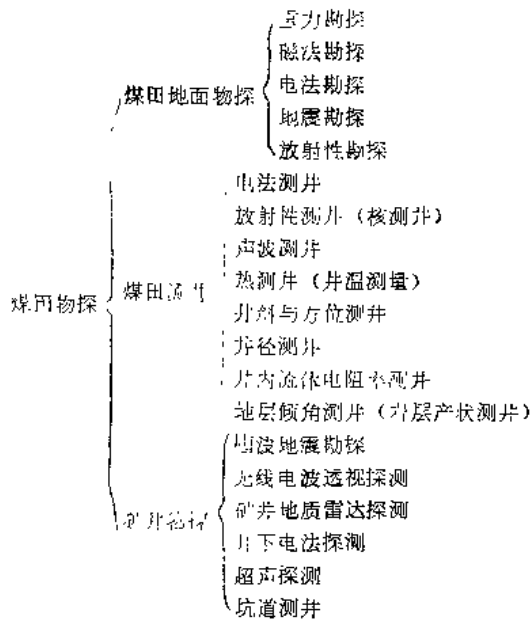 重力勘探
磁法勘探
煤田地面物探
电法勘探
地震勘探
放射性勘探
电法测井
放射性测井（核测井）
声波测井
煤田物探
煤田测井
热测井（井温测量）
井斜与方位测井
井径测井
井内流体电阻率测井
地层倾角测井（岩层产状测井）
槽波地震勘探
无线电波透视探测
矿井物探
矿井地质雷达探测
井下电法探测
超声探测
坑道测井